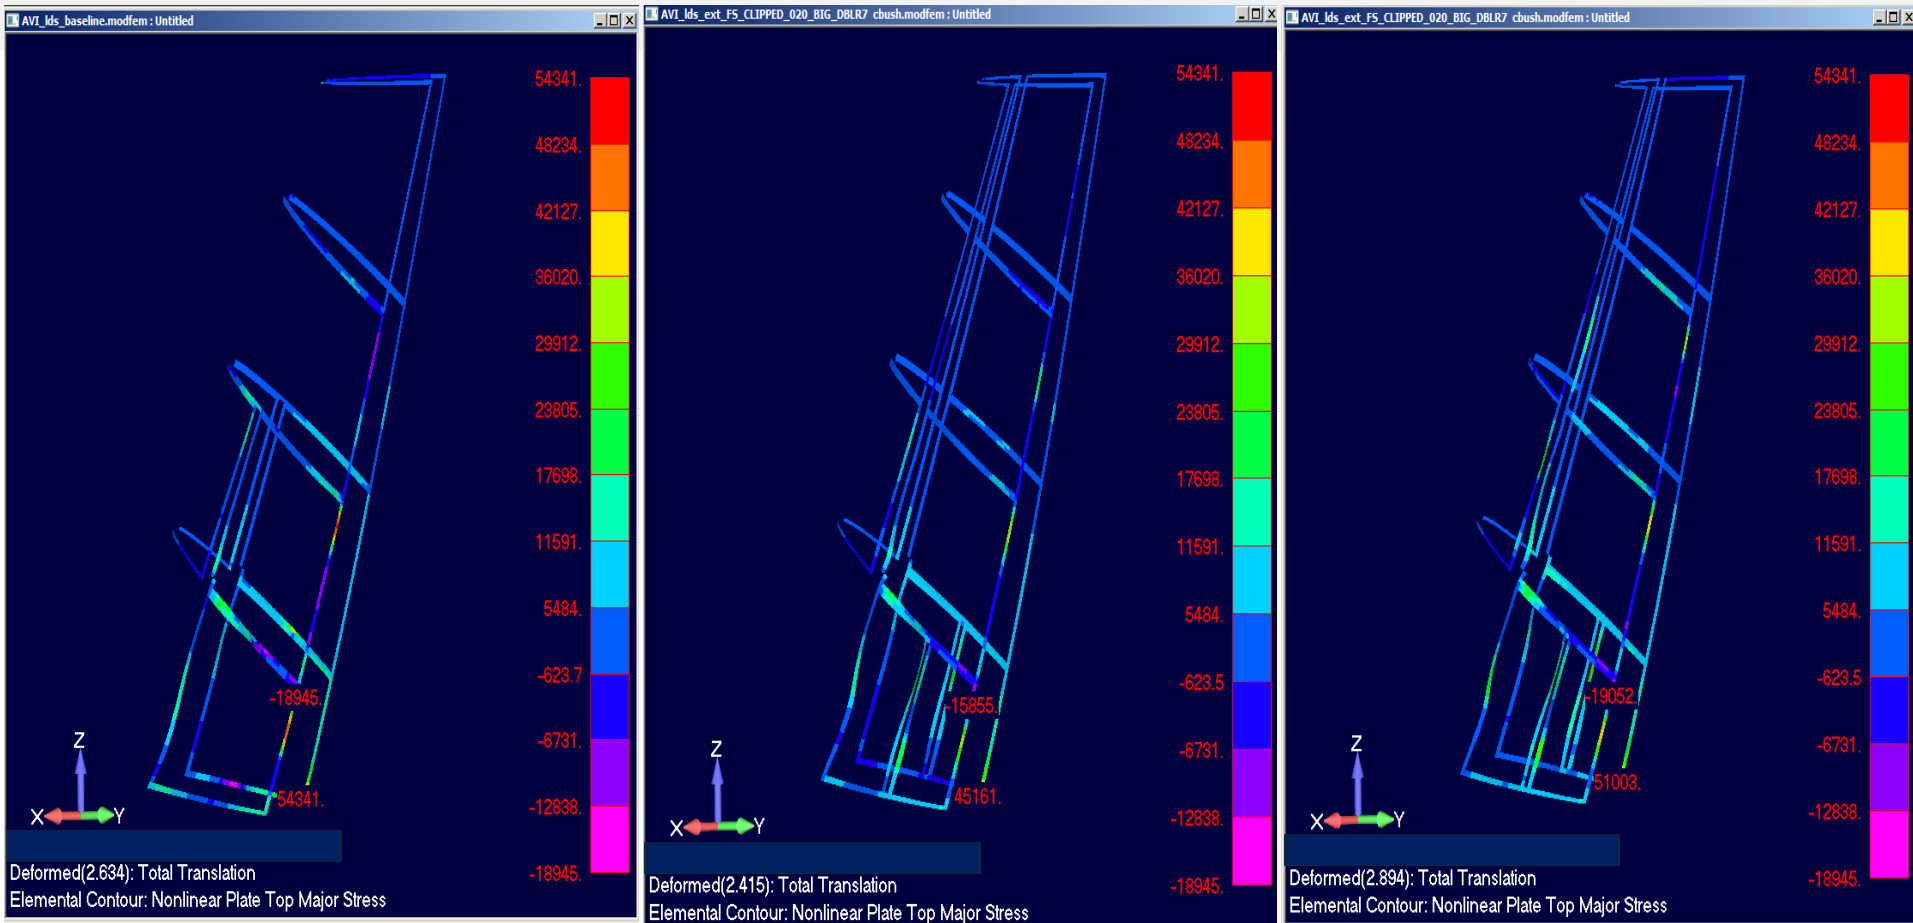 AVI_lds_baseline.modfem : Untitled
54341.
48234.
42127.
36020.
29912.
23805.
17698.
11591.
5484.
-623.7
-6731.
-12838.
-18945.
-18945.
54341.
Z
X
Y
Deformed(2.634): Total Translation
Elemental Contour: Nonlinear Plate Top Major Stress
AVI_lds_ext_F5_CLIPPED_020_BIG_DBLR7 cbush.modfem : Untitled
54341.
48234.
42127.
36020.
29912.
23805.
17698.
11591.
5484.
-623.5
-6731.
-12838.
-18945.
-15855.
45161.
Z
X
Y
Deformed(2.415): Total Translation
Elemental Contour: Nonlinear Plate Top Major Stress
AVI_lds_ext_F5_CLIPPED_020_BIG_DBLR7 cbush.modfem : Untitled
54341.
48234.
42127.
36020.
29912.
23805.
17698.
11591.
5484.
-623.5
-6731.
-12838.
-18945.
-19052.
51003.
Z
X
Y
Deformed(2.894): Total Translation
Elemental Contour: Nonlinear Plate Top Major Stress